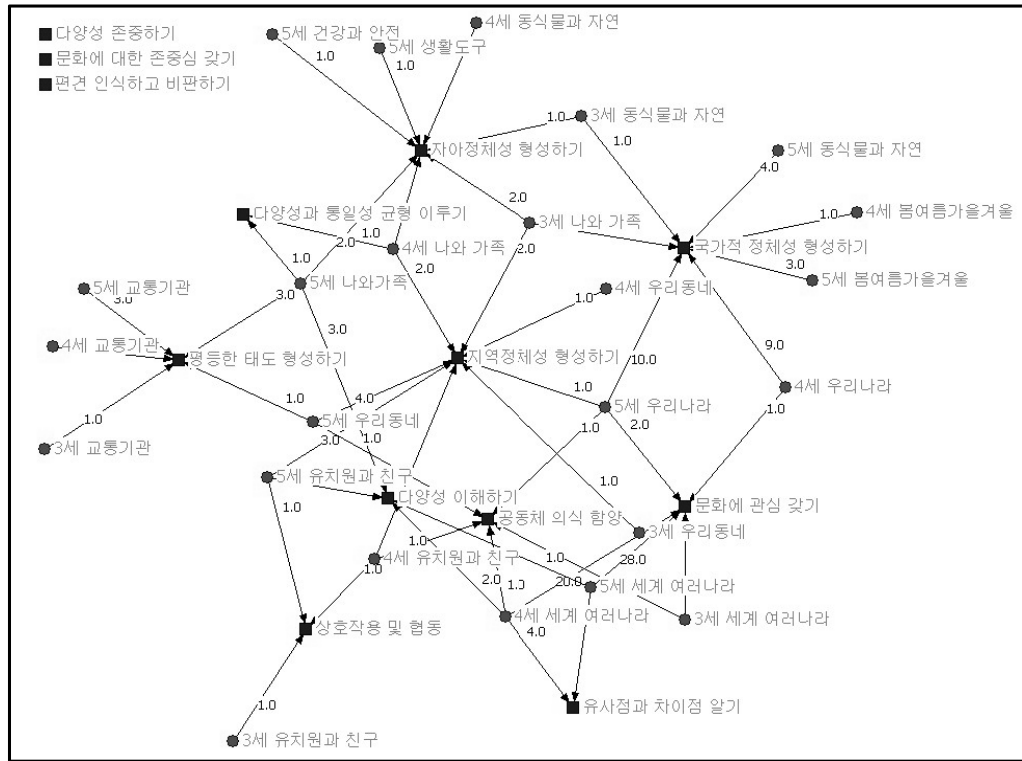 다양성 존중하기
문화에 대한 존중심 갖기
편견 인식하고 비판하기
5세 건강과 안전
5세 생활도구
4세 동식물과 자연
1.0
1.0
3세 동식물과 자연
1.0
1.0
자아정체성 형성하기
5세 동식물과 자연
4.0
다양성과 통일성 균형 이루기
4세 봄여름가을겨울
1.0
2.0
3세 나와 가족
1.0
2.0
4세 나와 가족
2.0
국가적 정체성 형성하기
2.0
1.0
3.0
5세 봄여름가을겨울
5세 나와가족
5세 교통기관
3.0
3.0
4세 우리동네
1.0
3.0
4세 교통기관
평등한 태도 형성하기
지역정체성 형성하기
10.0
9.0
1.0
4세 우리나라
1.0
4.0
5세 우리나라
1.0
2.0
1.0
5세 우리동네
1.0
3.0
1.0
3세 교통기관
5세 유치원과 친구
1.0
1.0
다양성 이해하기
문화에 관심 갖기
공동체 의식 함양
3세 우리동네
1.0
4세 유치원과 친구
1.0
28.0
1.0
2.0
1.0
20.0
5세 세계 여러나라
4세 세계 여러나라
3세 세계 여러나라
상호작용 및 협동
4.0
1.0
유사점과 차이점 알기
3세 유치원과 친구